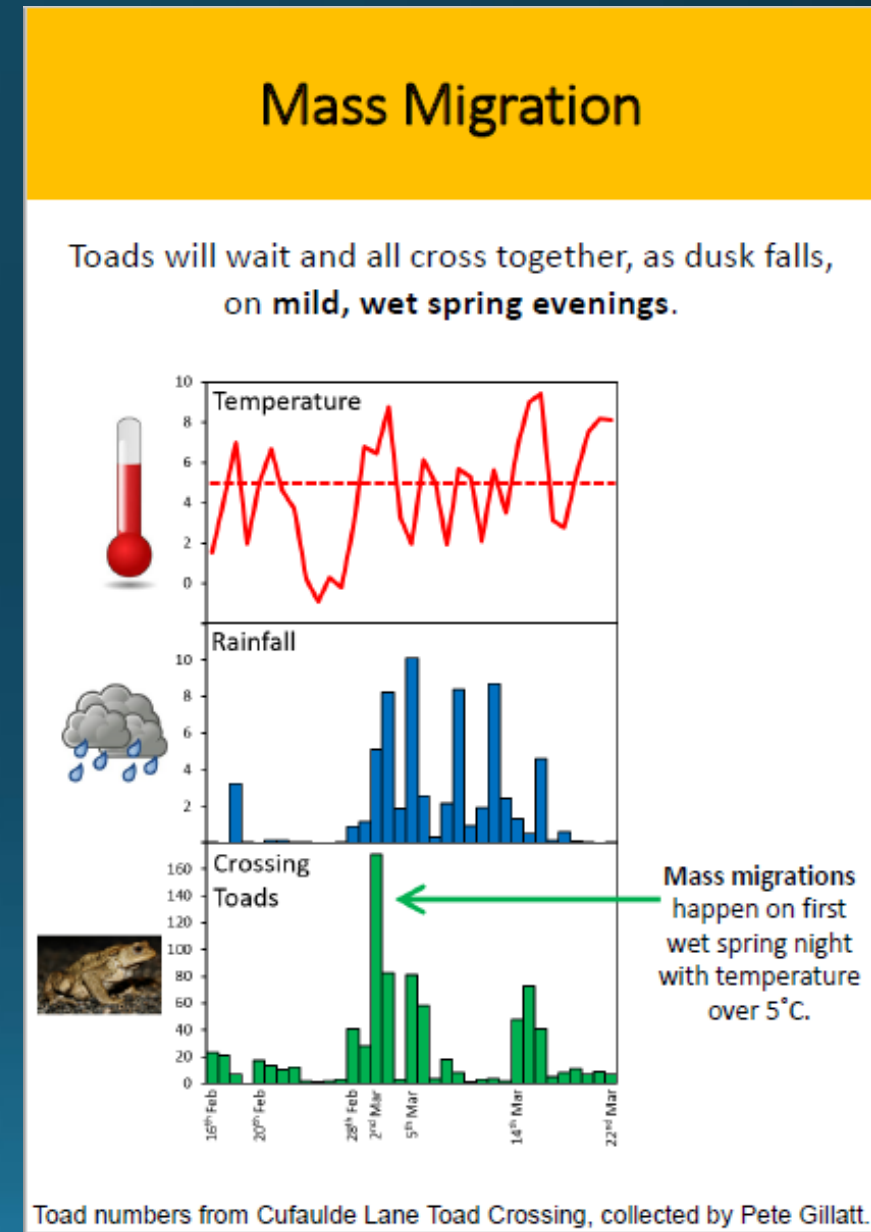 Mass Migration
Toads will wait and all cross together, as dusk falls,
on mild, wet spring evenings.
10
Temperature
8
6
4
2
0
Rainfall
10
8
6
4
2
Crossing
Toads
160
140
120
100
80
60
40
20
0
Mass migrations
happen on first
wet spring night
with temperature
over 5˚C.
16th Feb
20th Feb
28th Feb
2nd Mar
5th Mar
14th Mar
22nd Mar
Toad numbers from Cufaulde Lane Toad Crossing, collected by Pete Gillatt.